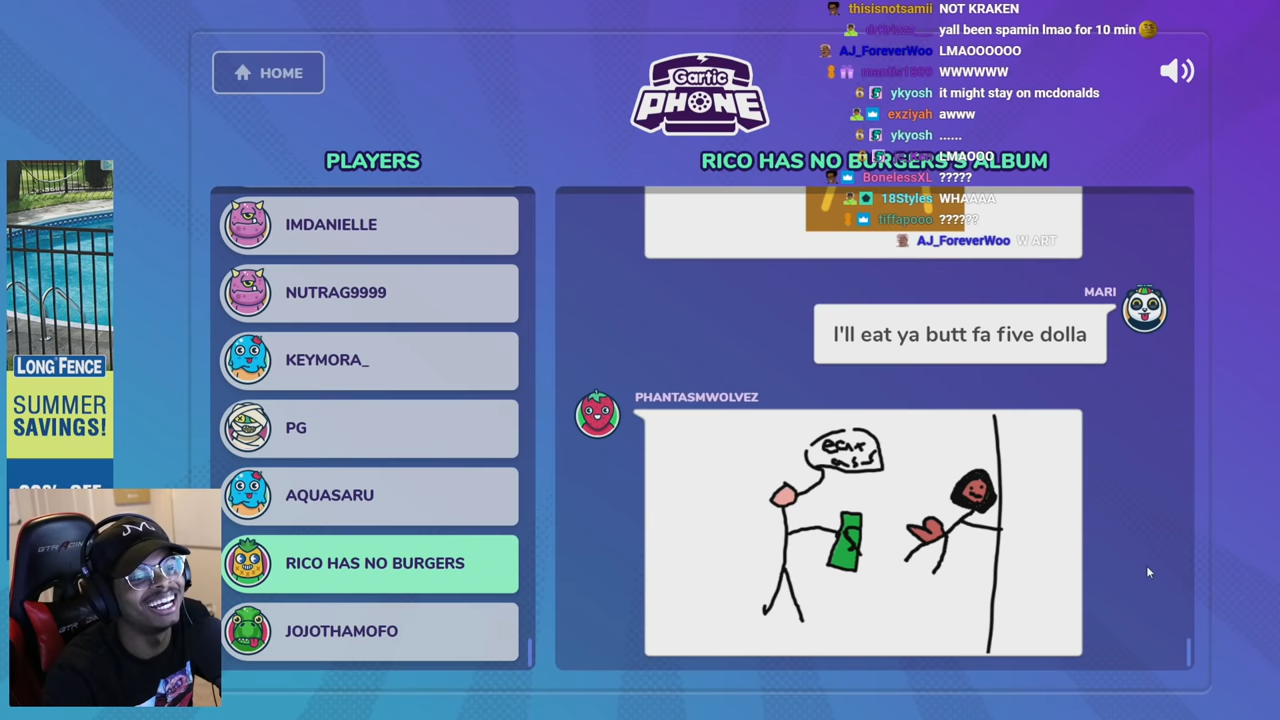 HOME
Gartic
PHONE
thisisnotsamii NOT KRAKEN
yall been spamin lmao for 10 min
AJ_ForeverWoo LMAOOOOOO
mantis1800 WWWWWW
ykyosh it might stay on mcdonalds
exziyah awww
ykyosh ......
LMAOOO
BonelessXL ?????
18Styles WHAAAA
tiffapooo ??????
AJ_ForeverWoo W ART
PLAYERS
RICO HAS NO BURGERS'S ALBUM
IMDANIELLE
NUTRAG9999
KEYMORA_
PG
AQUASARU
RICO HAS NO BURGERS
JOJOTHAMOFO
MARI
I'll eat ya butt fa five dolla
PHANTASMWOLVEZ
LONG FENCE
SUMMER
SAVINGS!
GTRACING